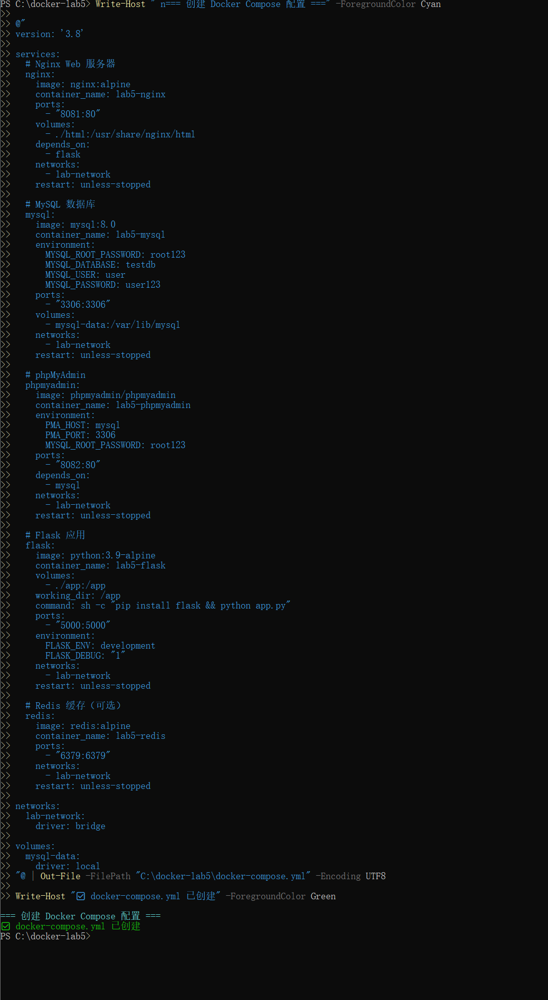 PS C:\docker-lab5> Write-Host " n=== 创建 Docker Compose 配置 ===" -ForegroundColor Cyan
>>
>> @"
>> version: '3.8'
>>
>> services:
>>   # Nginx Web 服务器
>>   nginx:
>>     image: nginx:alpine
>>     container_name: lab5-nginx
>>     ports:
>>       - "8081:80"
>>     volumes:
>>       - ./html:/usr/share/nginx/html
>>     depends_on:
>>       - flask
>>     networks:
>>       - lab-network
>>     restart: unless-stopped
>>
>>   # MySQL 数据库
>>   mysql:
>>     image: mysql:8.0
>>     container_name: lab5-mysql
>>     environment:
>>       MYSQL_ROOT_PASSWORD: root123
>>       MYSQL_DATABASE: testdb
>>       MYSQL_USER: user
>>       MYSQL_PASSWORD: user123
>>     ports:
>>       - "3306:3306"
>>     volumes:
>>       - mysql-data:/var/lib/mysql
>>     networks:
>>       - lab-network
>>     restart: unless-stopped
>>
>>   # phpMyAdmin
>>   phpmyadmin:
>>     image: phpmyadmin/phpmyadmin
>>     container_name: lab5-phpmyadmin
>>     environment:
>>       PMA_HOST: mysql
>>       PMA_PORT: 3306
>>       MYSQL_ROOT_PASSWORD: root123
>>     ports:
>>       - "8082:80"
>>     depends_on:
>>       - mysql
>>     networks:
>>       - lab-network
>>     restart: unless-stopped
>>
>>   # Flask 应用
>>   flask:
>>     image: python:3.9-alpine
>>     container_name: lab5-flask
>>     volumes:
>>       - ./app:/app
>>     working_dir: /app
>>     command: sh -c "pip install flask && python app.py"
>>     ports:
>>       - "5000:5000"
>>     environment:
>>       FLASK_ENV: development
>>       FLASK_DEBUG: "1"
>>     networks:
>>       - lab-network
>>     restart: unless-stopped
>>
>>   # Redis 缓存（可选）
>>   redis:
>>     image: redis:alpine
>>     container_name: lab5-redis
>>     ports:
>>       - "6379:6379"
>>     networks:
>>       - lab-network
>>     restart: unless-stopped
>>
>> networks:
>>   lab-network:
>>     driver: bridge
>>
>> volumes:
>>   mysql-data:
>>     driver: local
>> "@ | Out-File -FilePath "C:\docker-lab5\docker-compose.yml" -Encoding UTF8
>>
>> Write-Host "☑ docker-compose.yml 已创建" -ForegroundColor Green
=== 创建 Docker Compose 配置 ===
☑ docker-compose.yml 已创建
PS C:\docker-lab5>